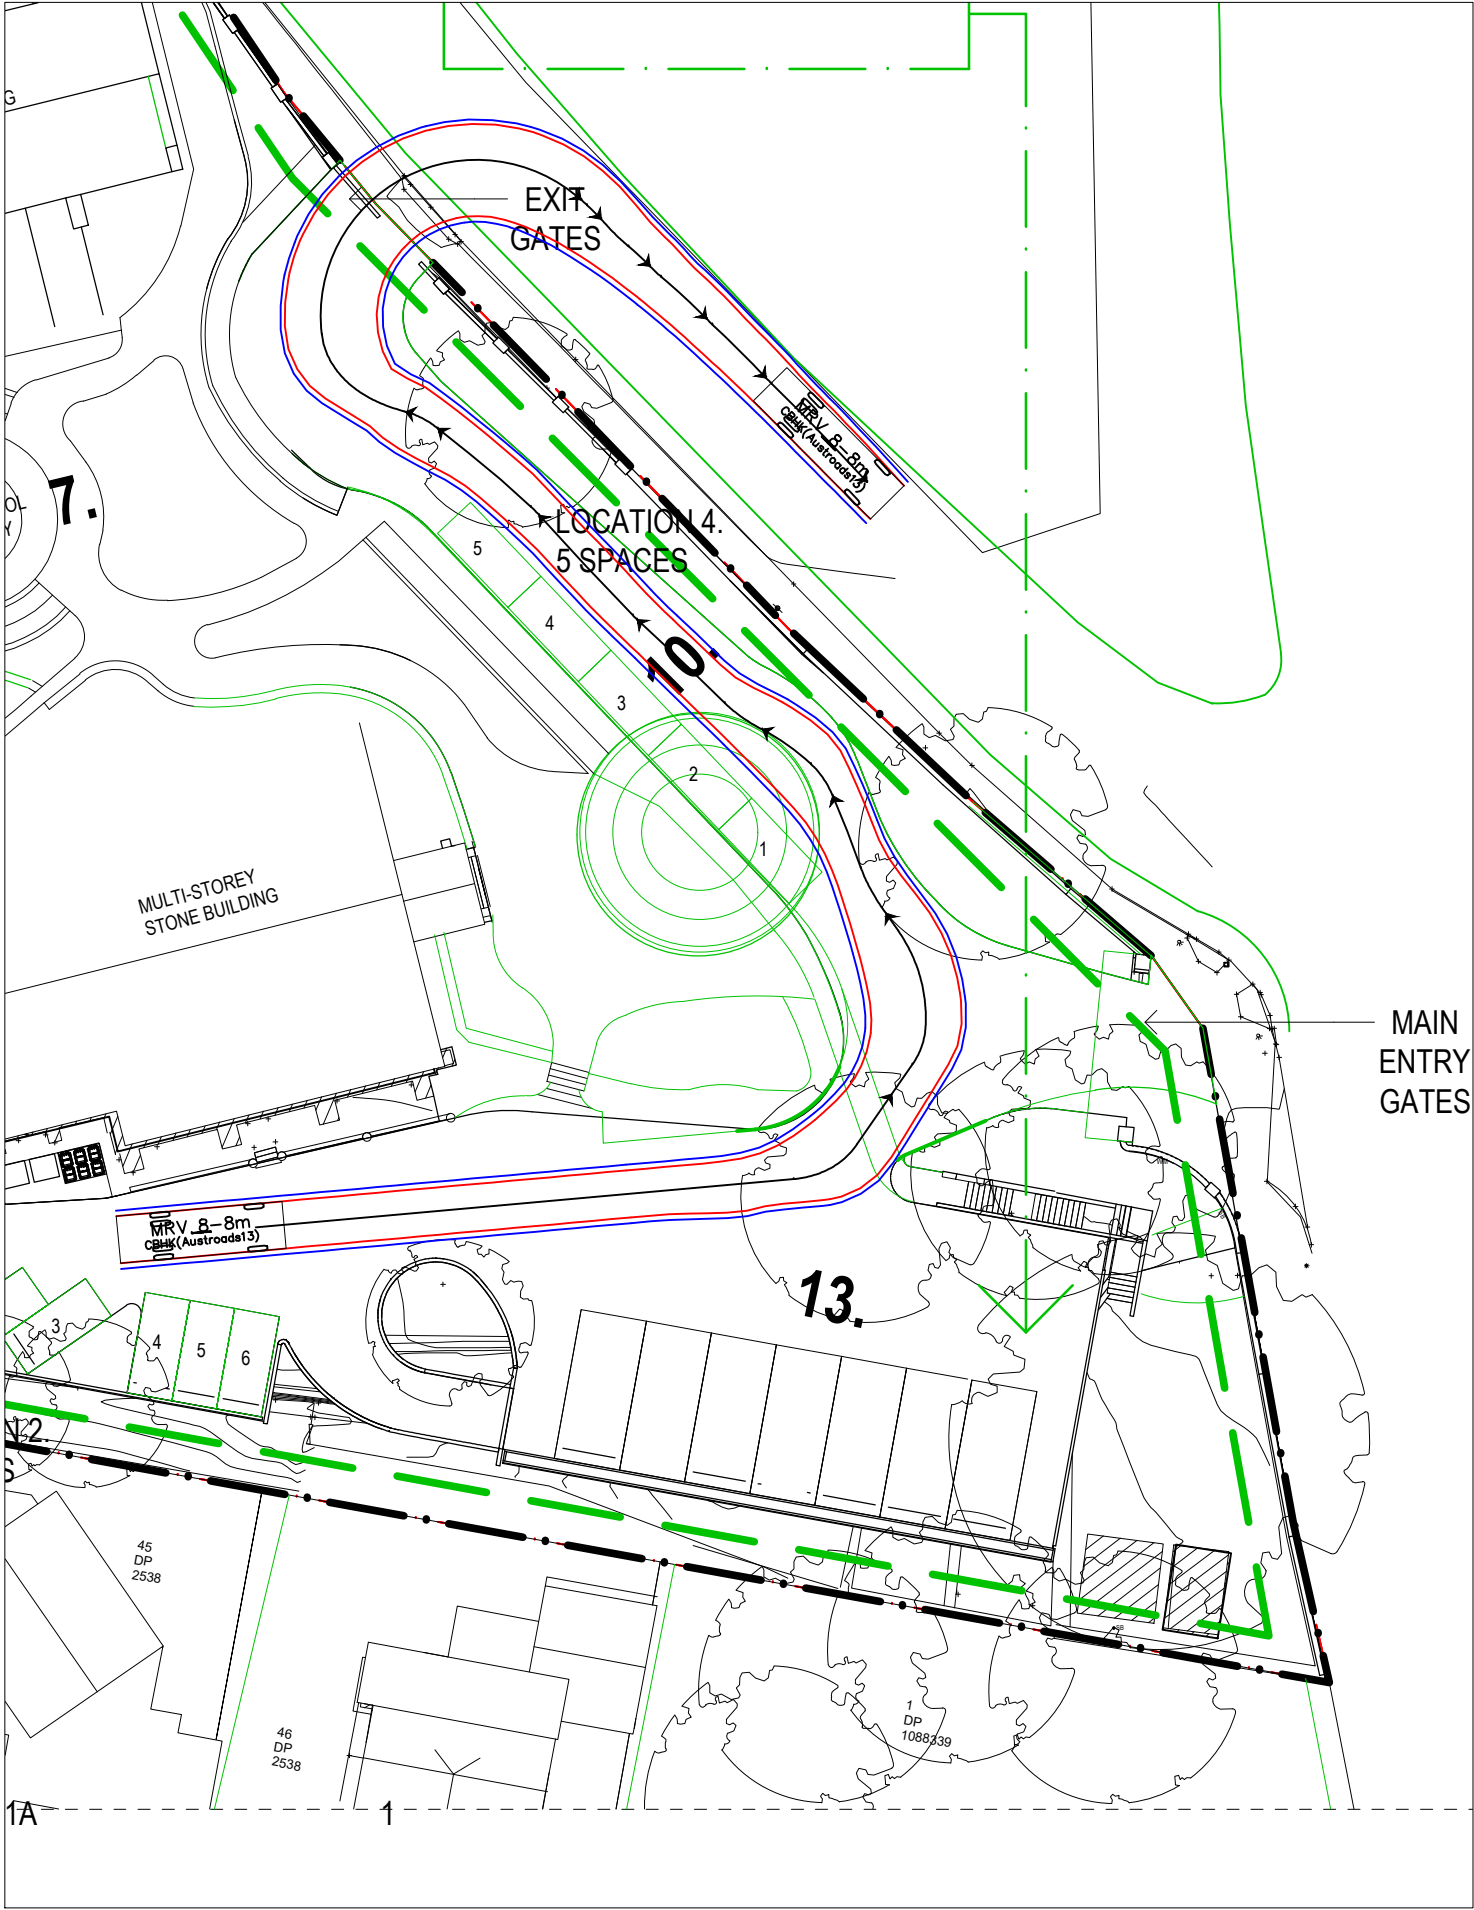 G
EXIT
GATES
MRV 8-8m
CBHK(Austroads13)
OL
Y
7.
LOCATION 4.
5 SPACES
5
4
3
2
1
10
MULTI-STOREY
STONE BUILDING
MAIN
ENTRY
GATES
MRV 8-8m
CBHK(Austroads13)
13.
3
4
5
6
N 2.
S
45
DP
2538
46
DP
2538
1
DP
1088339
1A
1